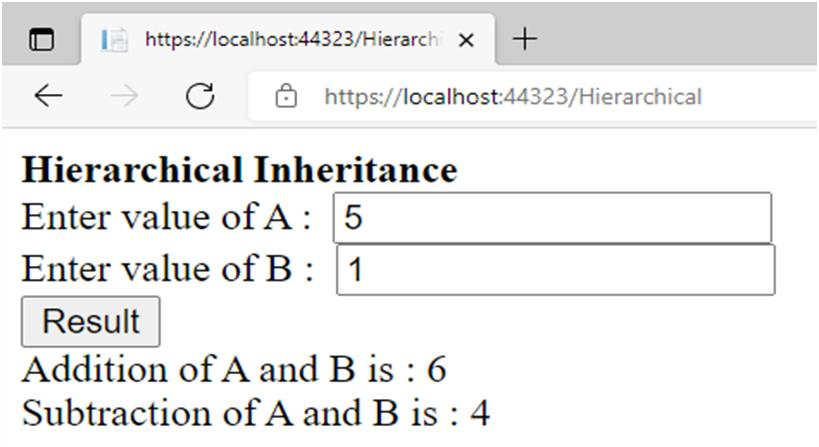 https://localhost:44323/Hierarchi
https://localhost:44323/Hierarchical
Hierarchical Inheritance
Enter value of A : 5
Enter value of B : 1
Result
Addition of A and B is : 6
Subtraction of A and B is : 4